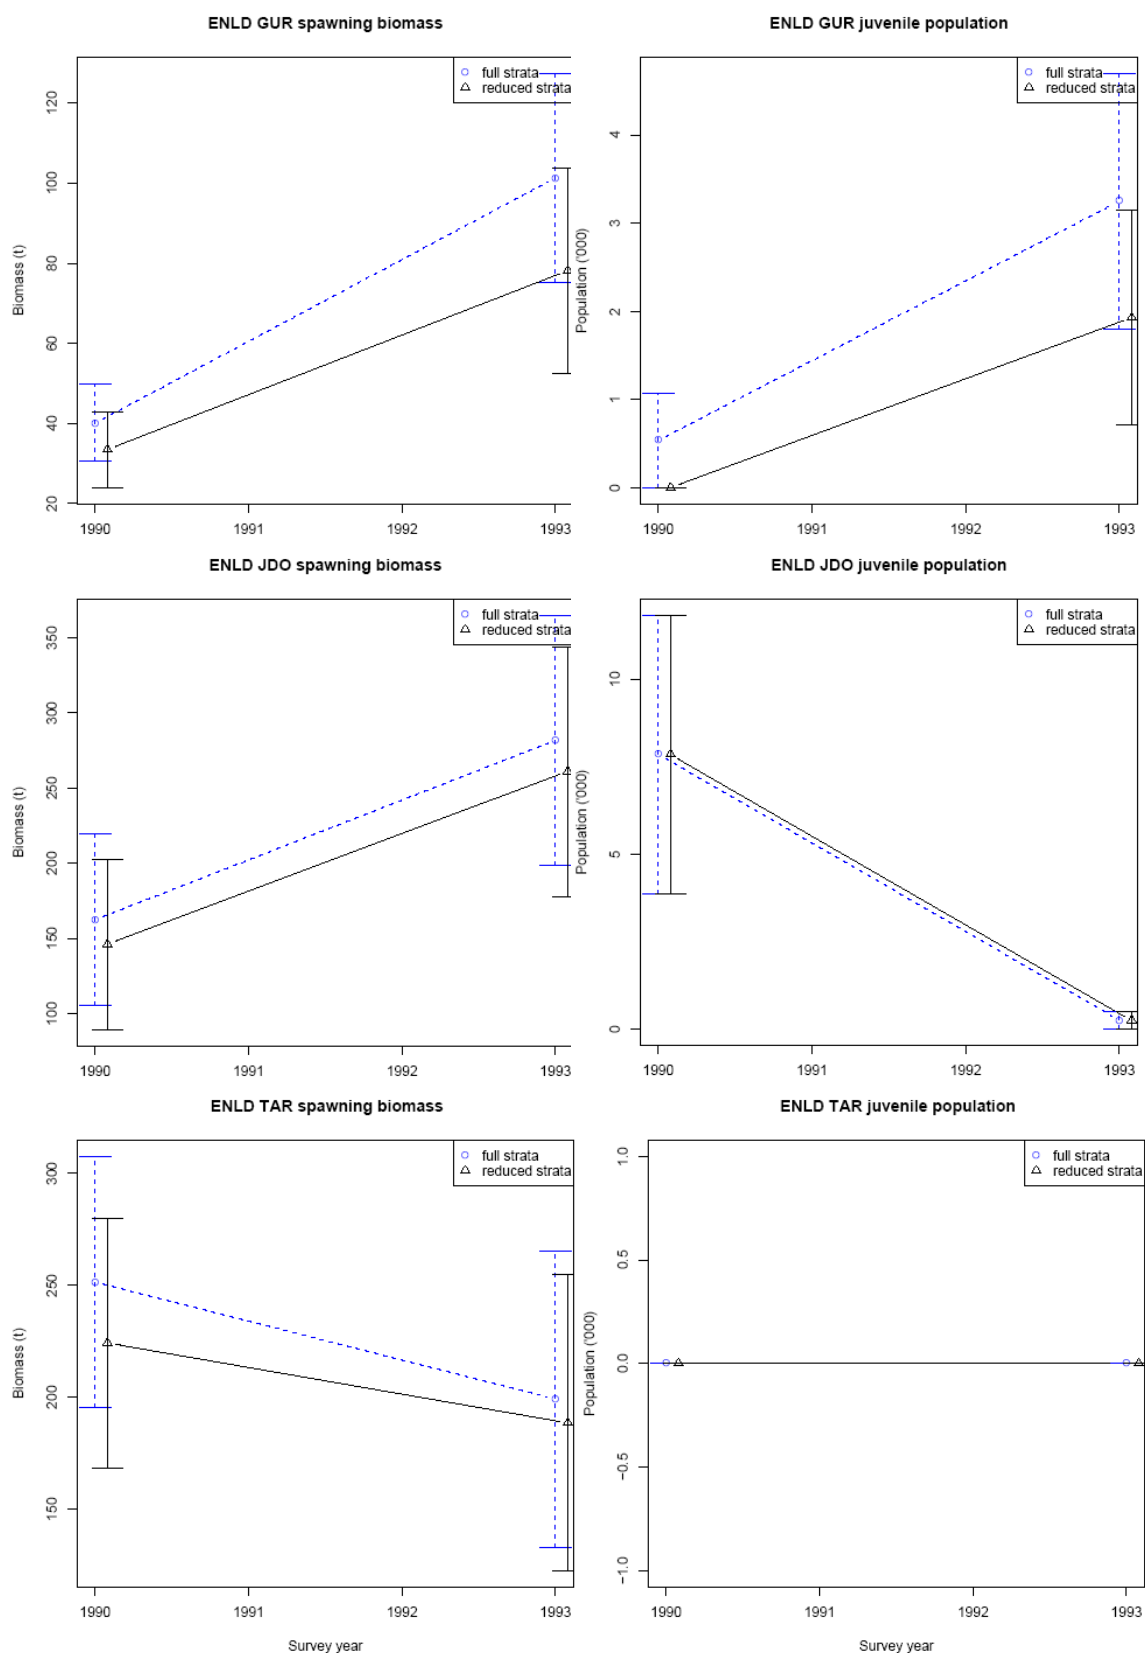 ENLD GUR spawning biomass
full strata
reduced strata
Biomass (t)
120
100
80
60
40
20
1990
1991
1992
1993
ENLD GUR juvenile population
full strata
reduced strata
Population ('000)
4
3
2
1
0
1990
1991
1992
1993
ENLD JDO spawning biomass
full strata
reduced strata
Biomass (t)
350
300
250
200
150
100
1990
1991
1992
1993
ENLD JDO juvenile population
full strata
reduced strata
Population ('000)
10
5
0
1990
1991
1992
1993
ENLD TAR spawning biomass
full strata
reduced strata
Biomass (t)
300
250
200
150
1990
1991
1992
1993
Survey year
ENLD TAR juvenile population
full strata
reduced strata
Population ('000)
1.0
0.5
0.0
−0.5
−1.0
1990
1991
1992
1993
Survey year